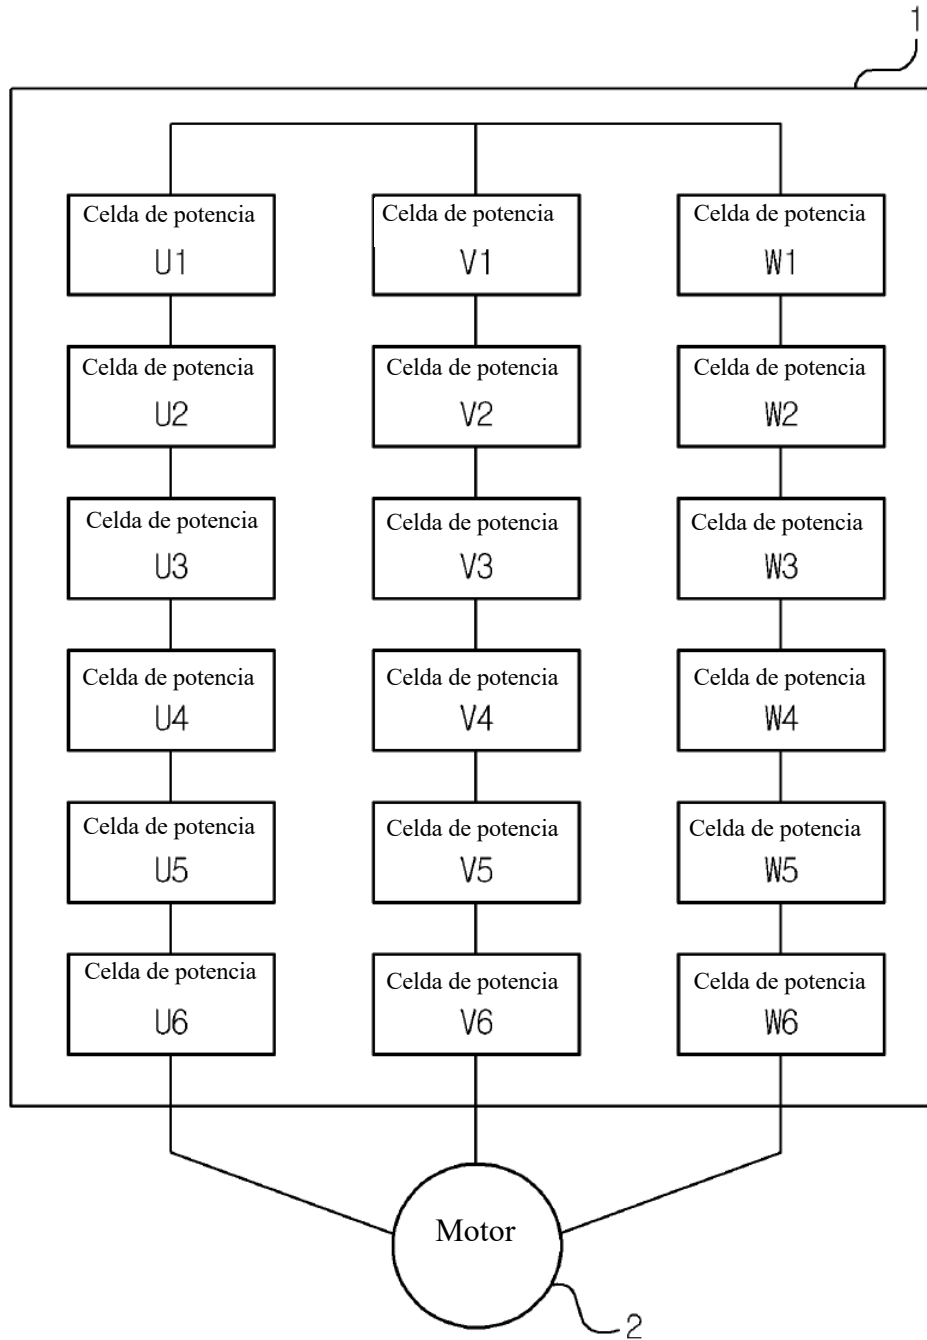 1
Celda de potencia
U1
Celda de potencia
V1
Celda de potencia
W1
Celda de potencia
U2
Celda de potencia
V2
Celda de potencia
W2
Celda de potencia
U3
Celda de potencia
V3
Celda de potencia
W3
Celda de potencia
U4
Celda de potencia
V4
Celda de potencia
W4
Celda de potencia
U5
Celda de potencia
V5
Celda de potencia
W5
Celda de potencia
U6
Celda de potencia
V6
Celda de potencia
W6
Motor
2